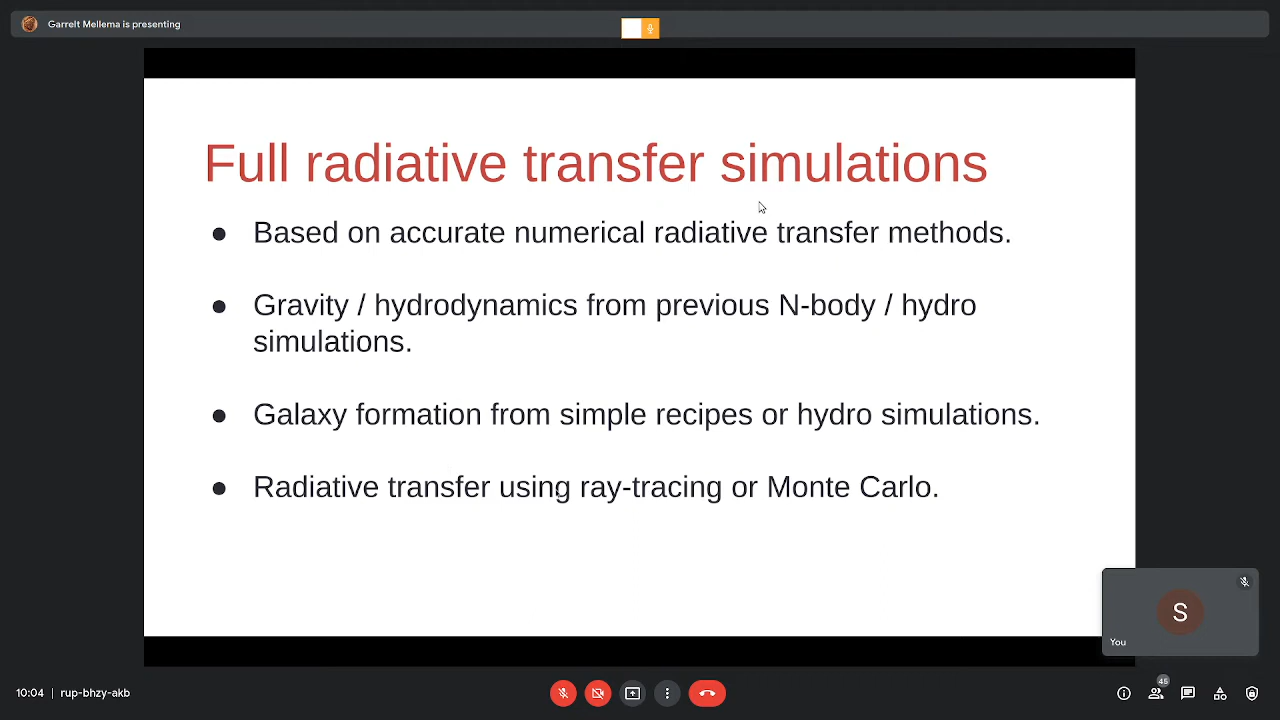 Garrelt Mellema is presenting
Full radiative transfer simulations
● Based on accurate numerical radiative transfer methods.
● Gravity / hydrodynamics from previous N-body / hydro
simulations.
● Galaxy formation from simple recipes or hydro simulations.
● Radiative transfer using ray-tracing or Monte Carlo.
S
You
10:04 | rup-bhzy-akb
45